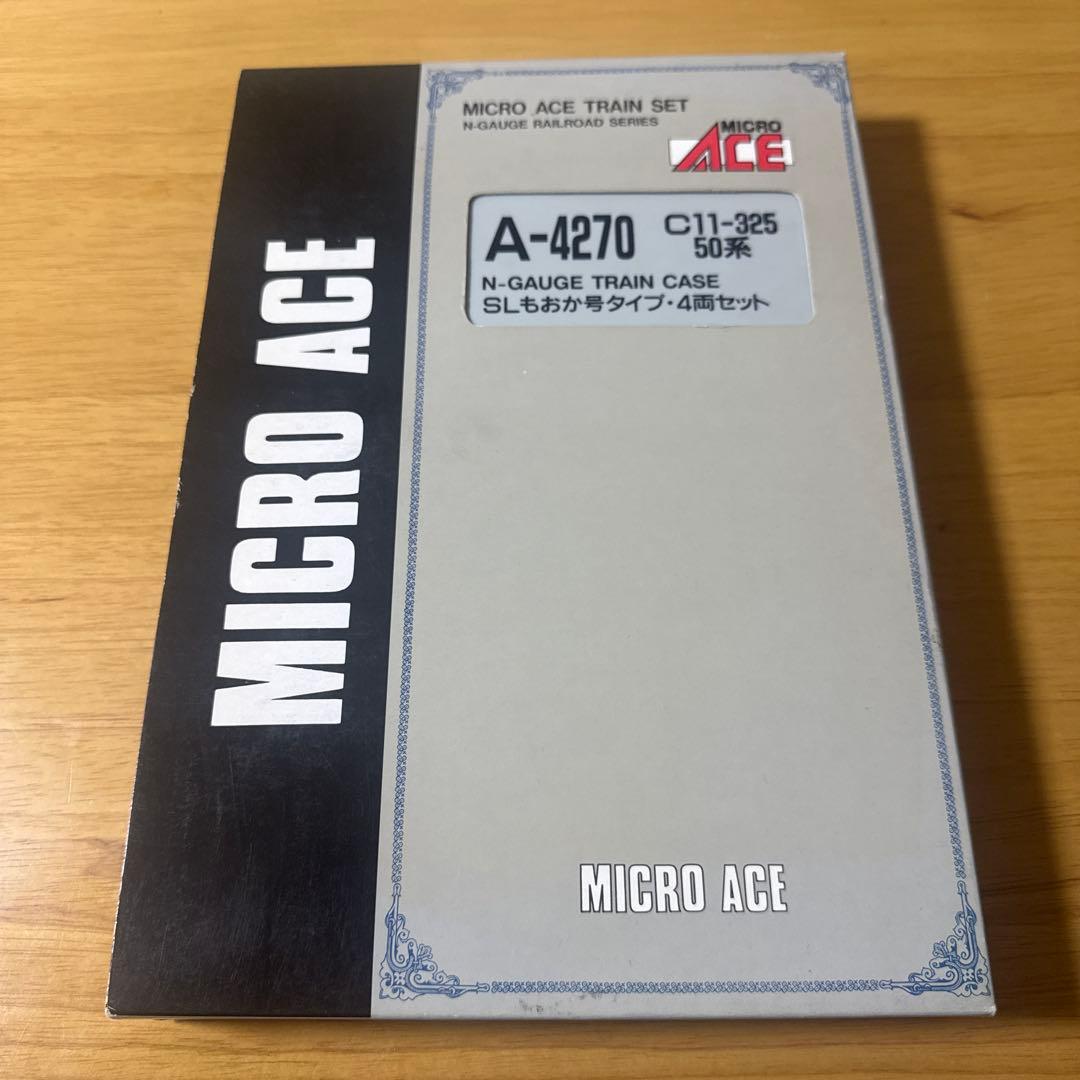 MICRO ACE
MICRO ACE TRAIN SET
N-GAUGE RAILROAD SERIES
MICRO
ACE
A-4270 C11-325
50系
N-GAUGE TRAIN CASE
SLもおか号タイプ・4両セット
MICRO ACE